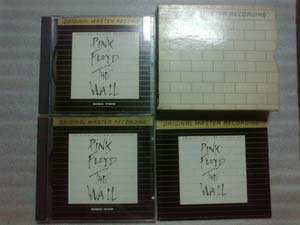 ORIGINAL MASTER RECORDING
PINK
FLOYD
THE
WALL
DISC TWO
MASTER RECORDING
ORIGINAL MASTER RECORDING
PINK
FLOYD
THE
WALL
DISC ONE
ORIGINAL MASTER RECORDING
PINK
FLOYD
THE
WALL